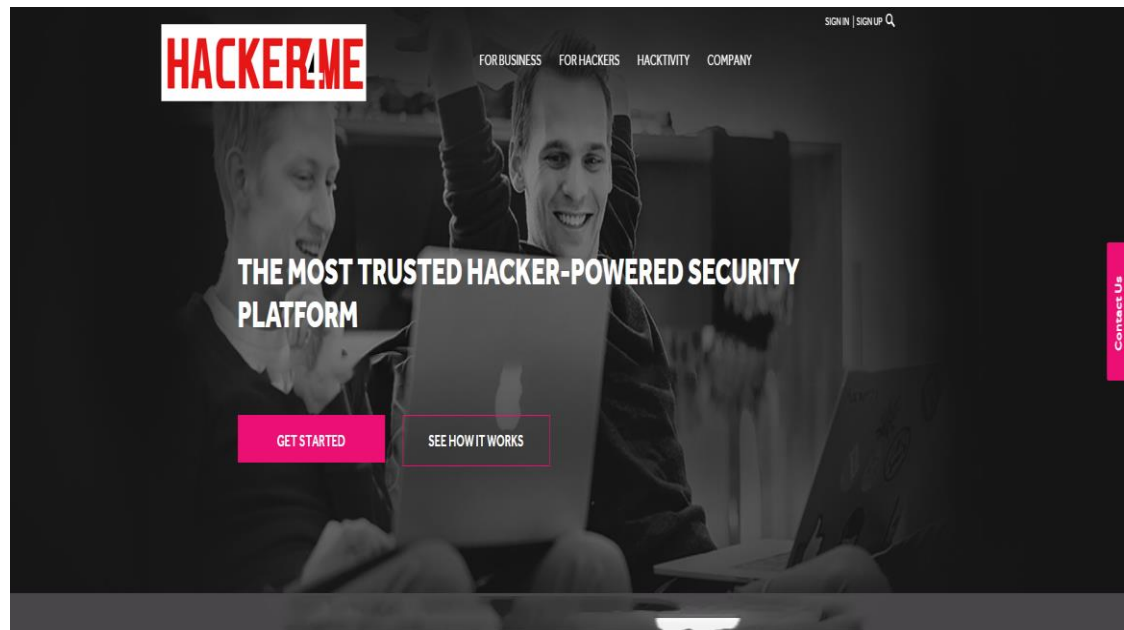 SIGN IN | SIGN UP
HACKER4ME
FOR BUSINESS FOR HACKERS HACKTIVITY COMPANY
THE MOST TRUSTED HACKER-POWERED SECURITY
PLATFORM
Contact Us
GET STARTED SEE HOW IT WORKS